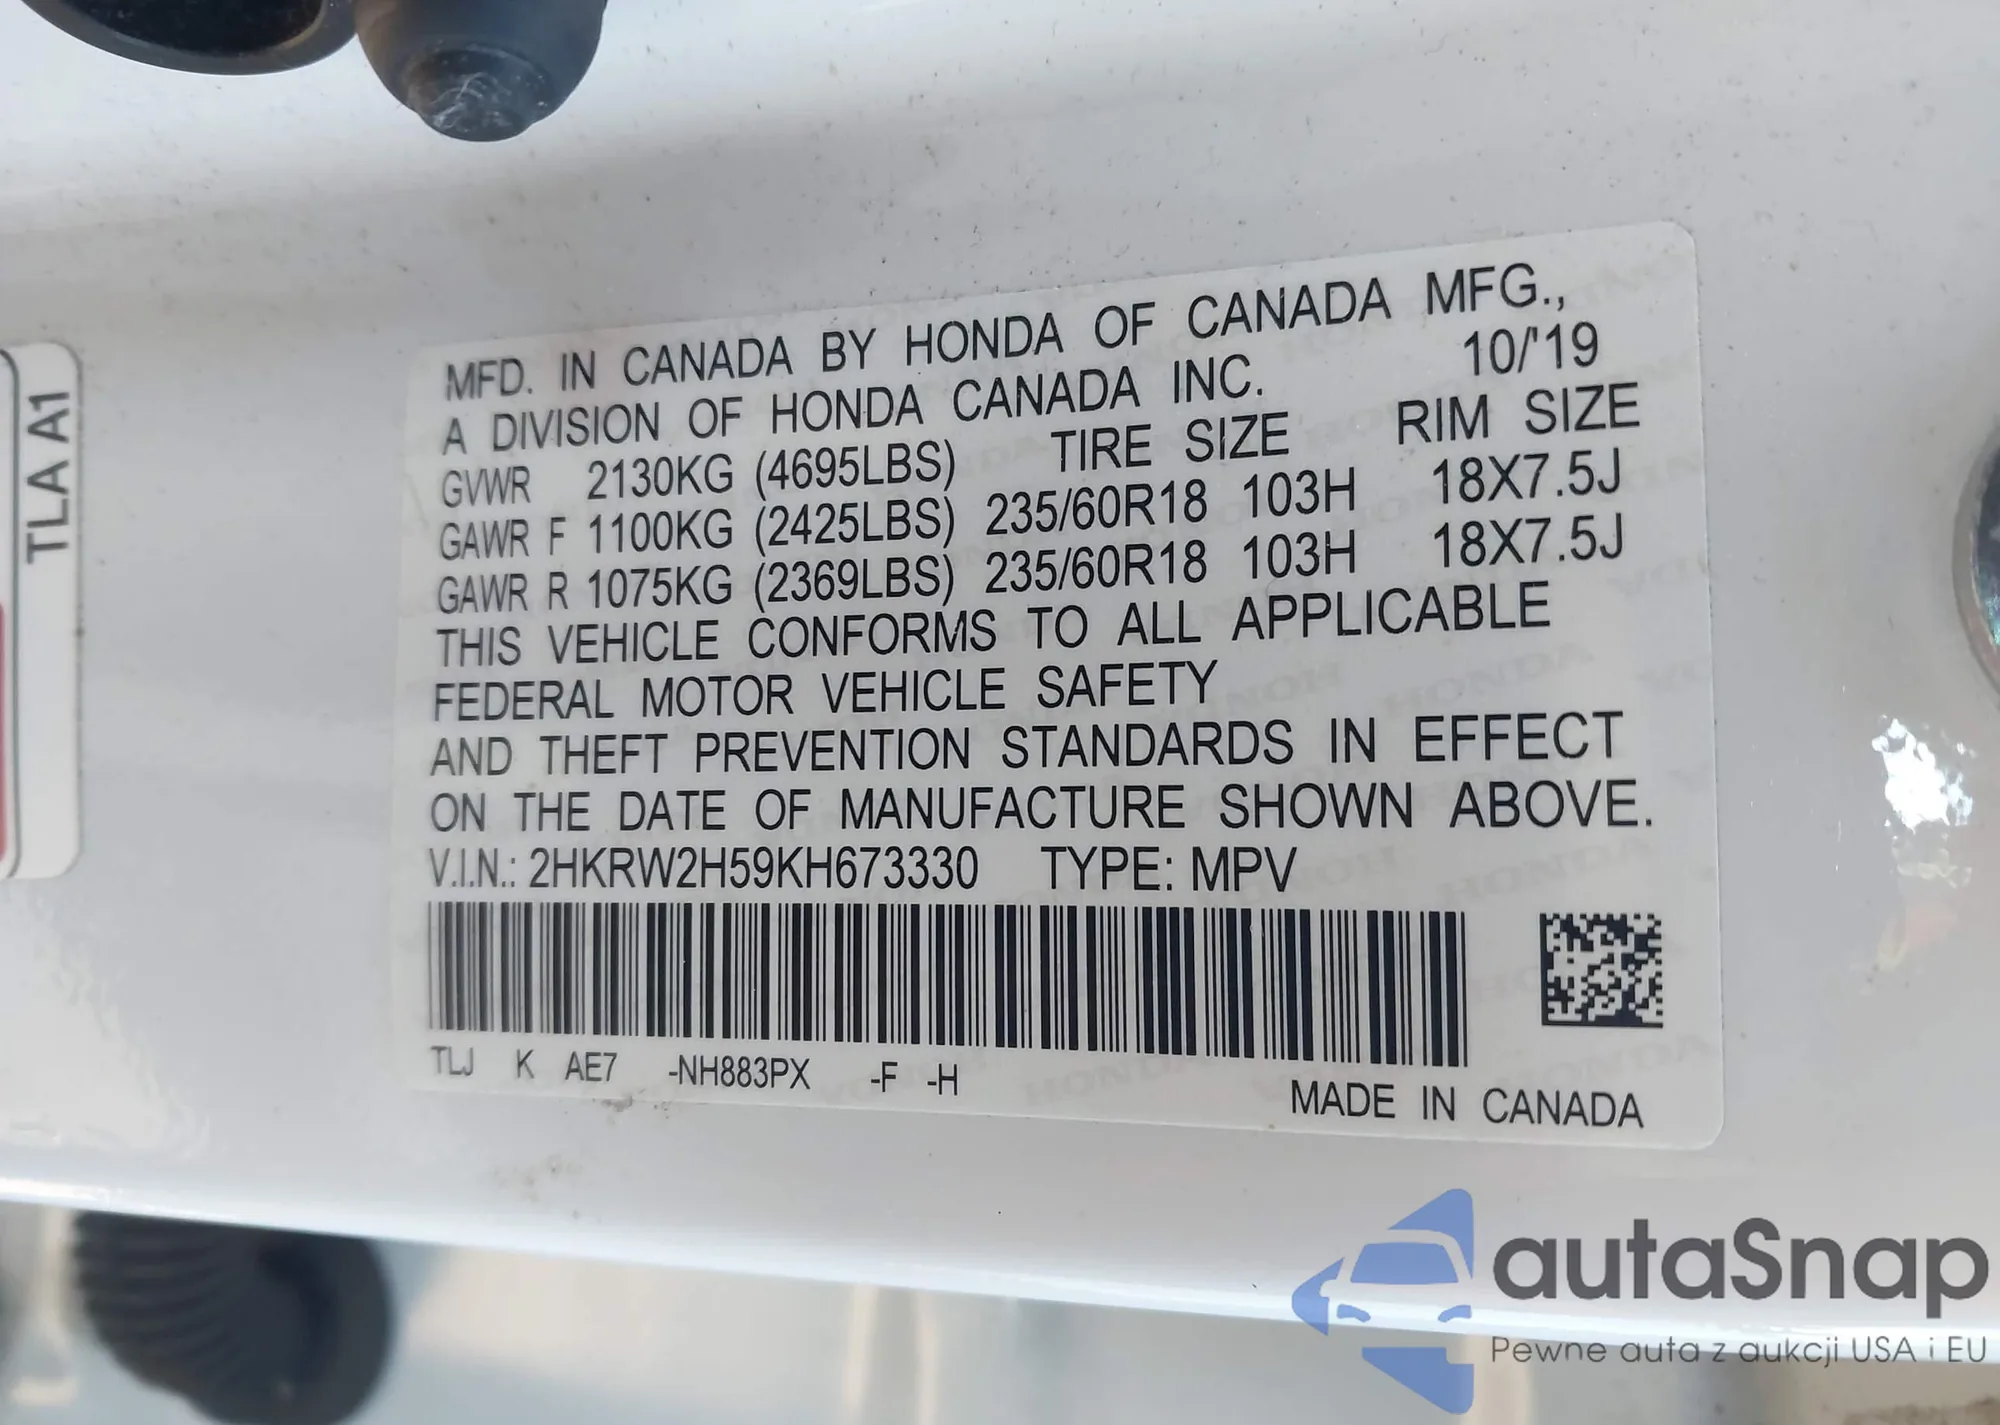 MFD. IN CANADA BY HONDA OF CANADA MFG.,
A DIVISION OF HONDA CANADA INC. 10/'19
GVWR 2130KG (4695LBS) TIRE SIZE RIM SIZE
GAWR F 1100KG (2425LBS) 235/60R18 103H 18X7.5J
GAWR R 1075KG (2369LBS) 235/60R18 103H 18X7.5J
THIS VEHICLE CONFORMS TO ALL APPLICABLE
FEDERAL MOTOR VEHICLE SAFETY
AND THEFT PREVENTION STANDARDS IN EFFECT
ON THE DATE OF MANUFACTURE SHOWN ABOVE.
V.I.N.: 2HKRW2H59KH673330 TYPE: MPV
TLJ K AE7 -NH883PX -F -H
MADE IN CANADA
TLA A1
autaSnap
Pewne auta z aukcji USA i EU